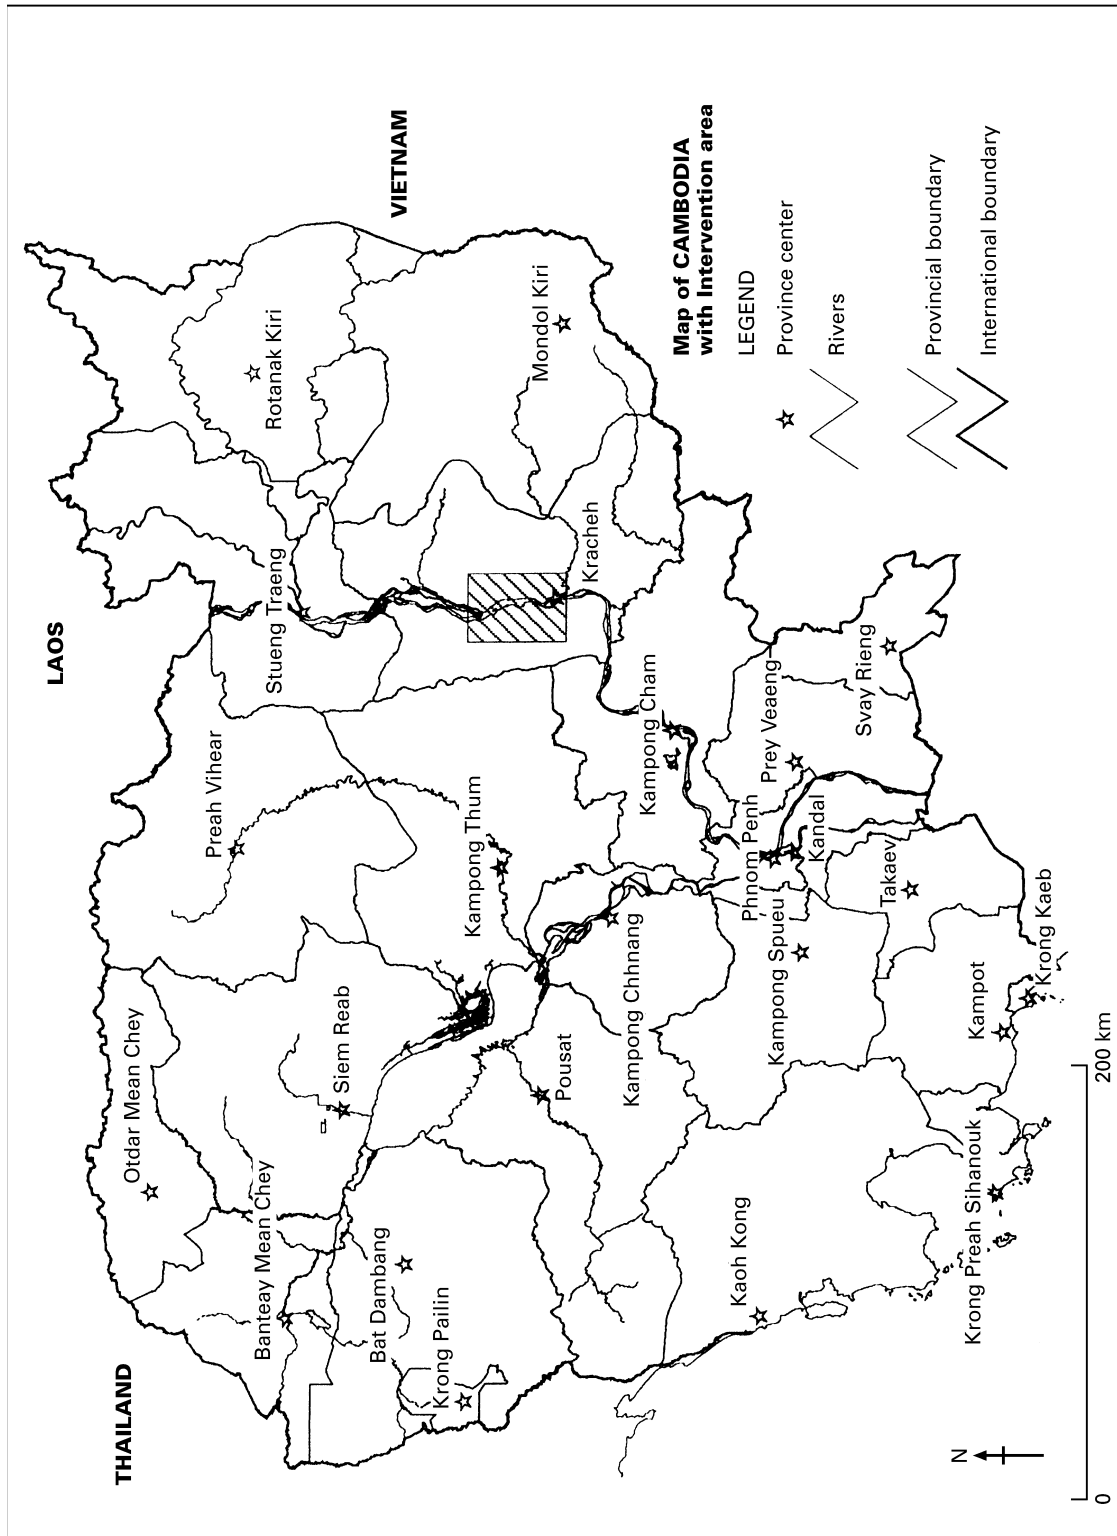 LAOS
THAILAND
VIETNAM
Otdar Mean Chey
Preah Vihear
Stueng Traeng
Rotanak Kiri
Banteay Mean Chey
Siem Reab
Bat Dambang
Krong Pailin
Kampong Thum
Mondol Kiri
Pousat
Kracheh
Kampong Chhnang
Kampong Cham
Kaoh Kong
Kampong Spueu
Phnom Penh
Prey Veaeng
Kandal
Svay Rieng
Takaev
Krong Preah Sihanouk
Kampot
Krong Kaeb
Map of CAMBODIA
with Intervention area
LEGEND
Province center
Rivers
Provincial boundary
International boundary
N
0 200 km